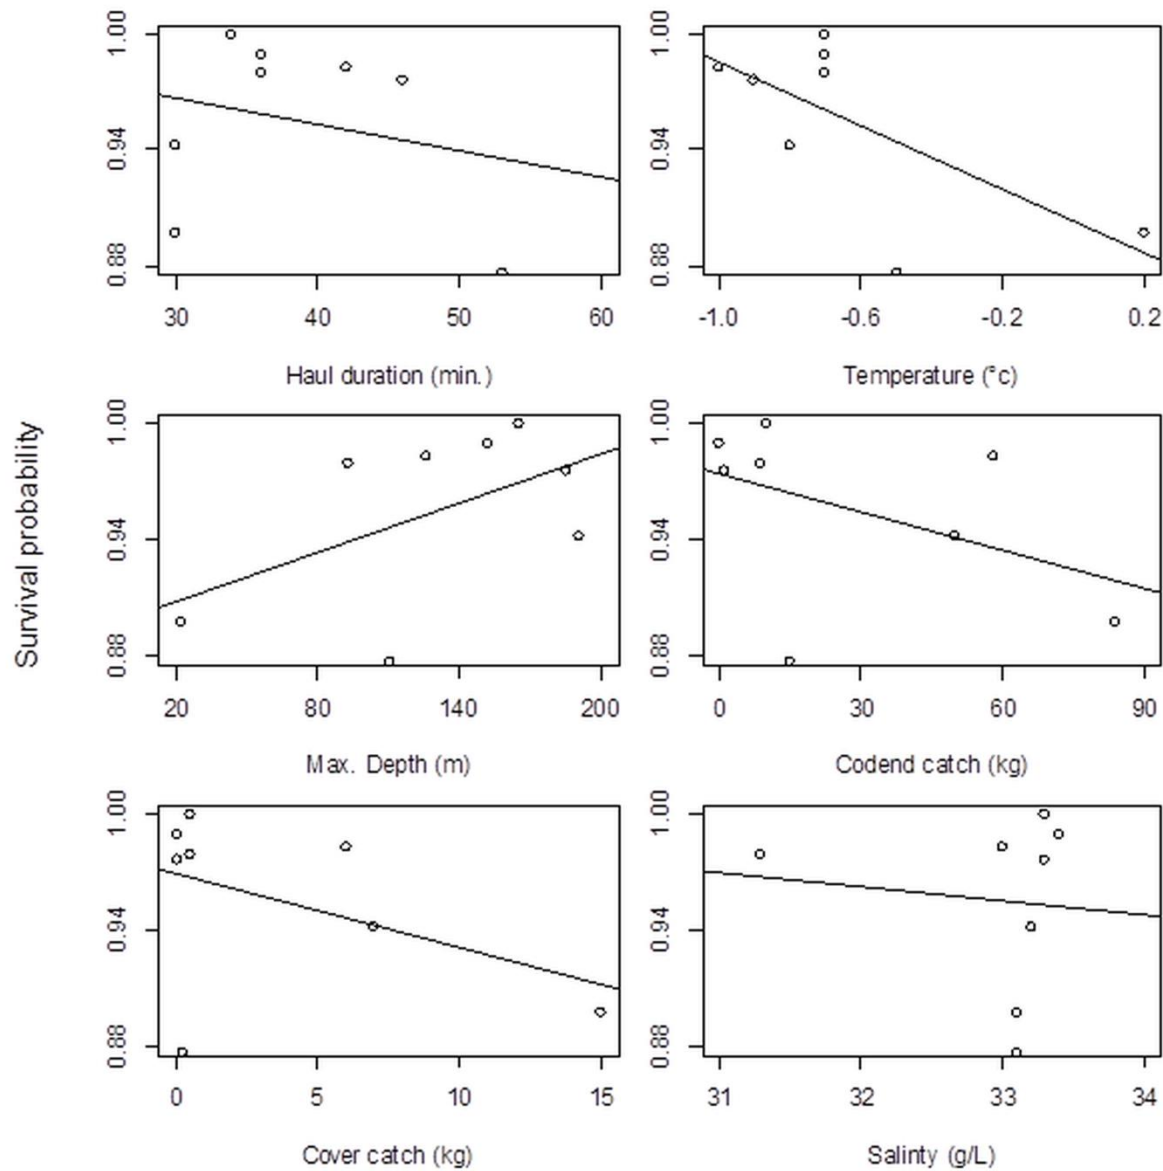 1.00
0.94
0.88
30 40 50 60
Haul duration (min.)
1.00
0.94
0.88
-1.0 -0.6 -0.2 0.2
Temperature (°c)
Survival probability
1.00
0.94
0.88
20 80 140 200
Max. Depth (m)
1.00
0.94
0.88
0 30 60 90
Codend catch (kg)
1.00
0.94
0.88
0 5 10 15
Cover catch (kg)
1.00
0.94
0.88
31 32 33 34
Salinty (g/L)